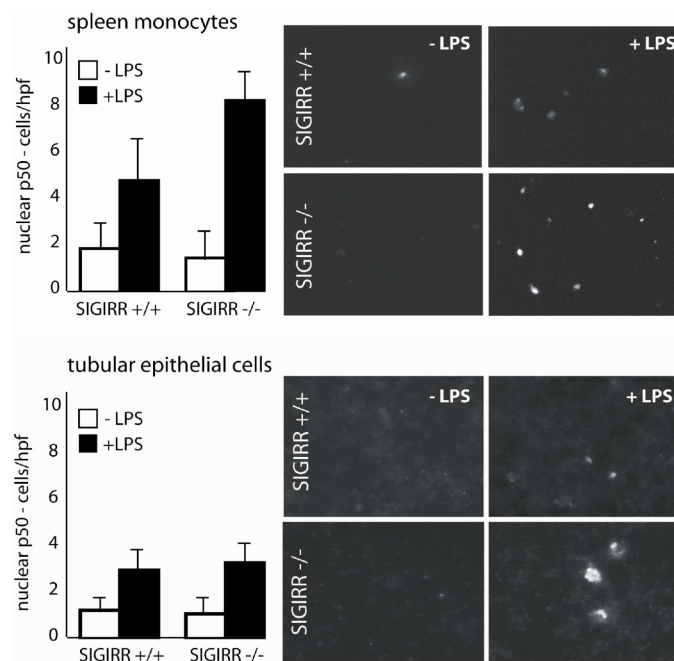 spleen monocytes
nuclear p50 - cells/hpf
10
8
6
4
2
0
- LPS
+LPS
SIGIRR +/+ SIGIRR -/-
SIGIRR +/+
SIGIRR -/-
- LPS
+ LPS
tubular epithelial cells
nuclear p50 - cells/hpf
10
8
6
4
2
0
- LPS
+LPS
SIGIRR +/+ SIGIRR -/-
SIGIRR +/+
SIGIRR -/-
- LPS
+ LPS